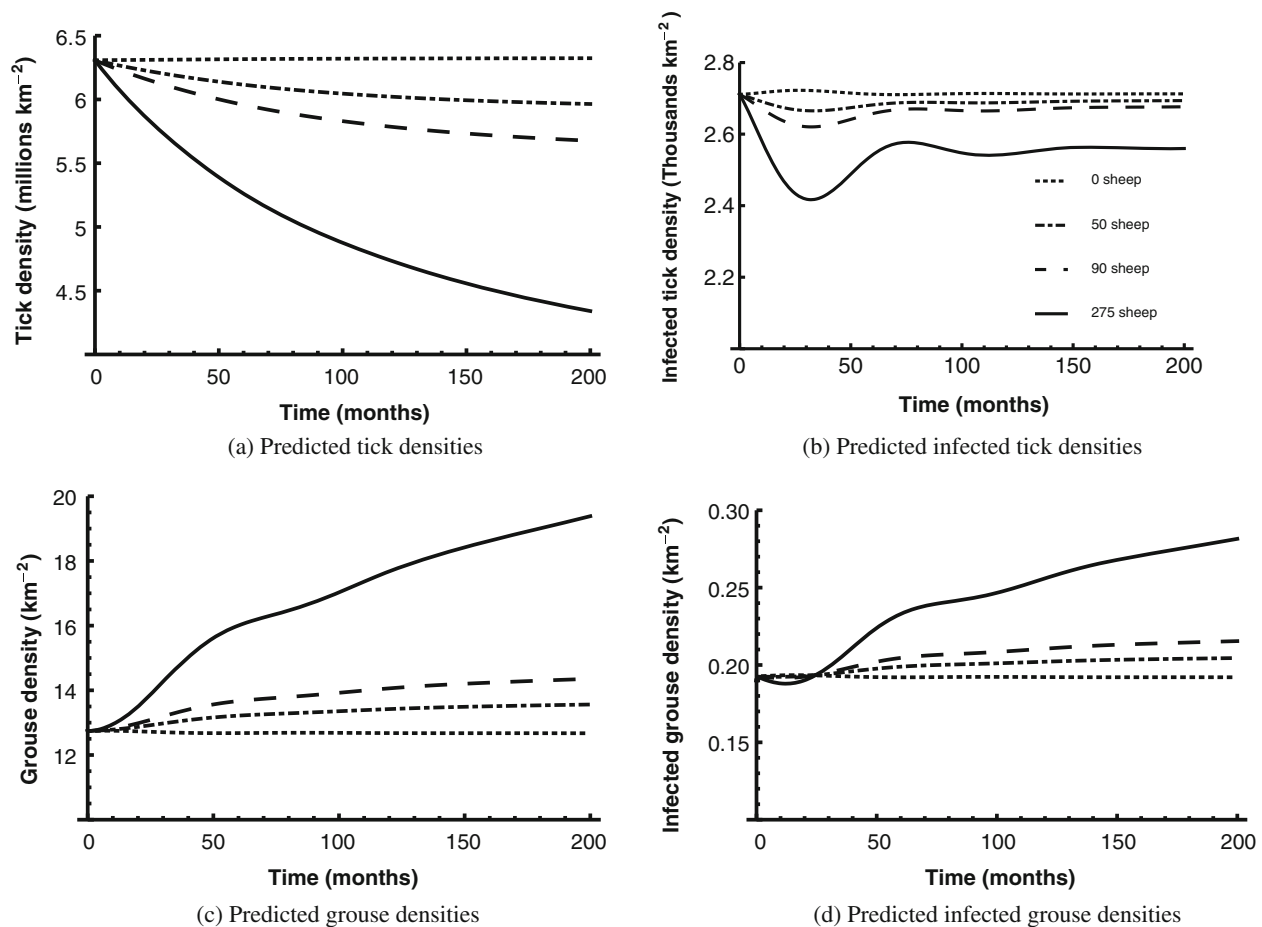 6.5
6
5.5
5
4.5
Tick density (millions km−2)
0 50 100 150 200
Time (months)
(a) Predicted tick densities
2.8
2.6
2.4
2.2
Infected tick density (Thousands km−2)
0 sheep
50 sheep
90 sheep
275 sheep
0 50 100 150 200
Time (months)
(b) Predicted infected tick densities
20
18
16
14
12
Grouse density (km−2)
0 50 100 150 200
Time (months)
(c) Predicted grouse densities
0.30
0.25
0.20
0.15
Infected grouse density (km−2)
0 50 100 150 200
Time (months)
(d) Predicted infected grouse densities